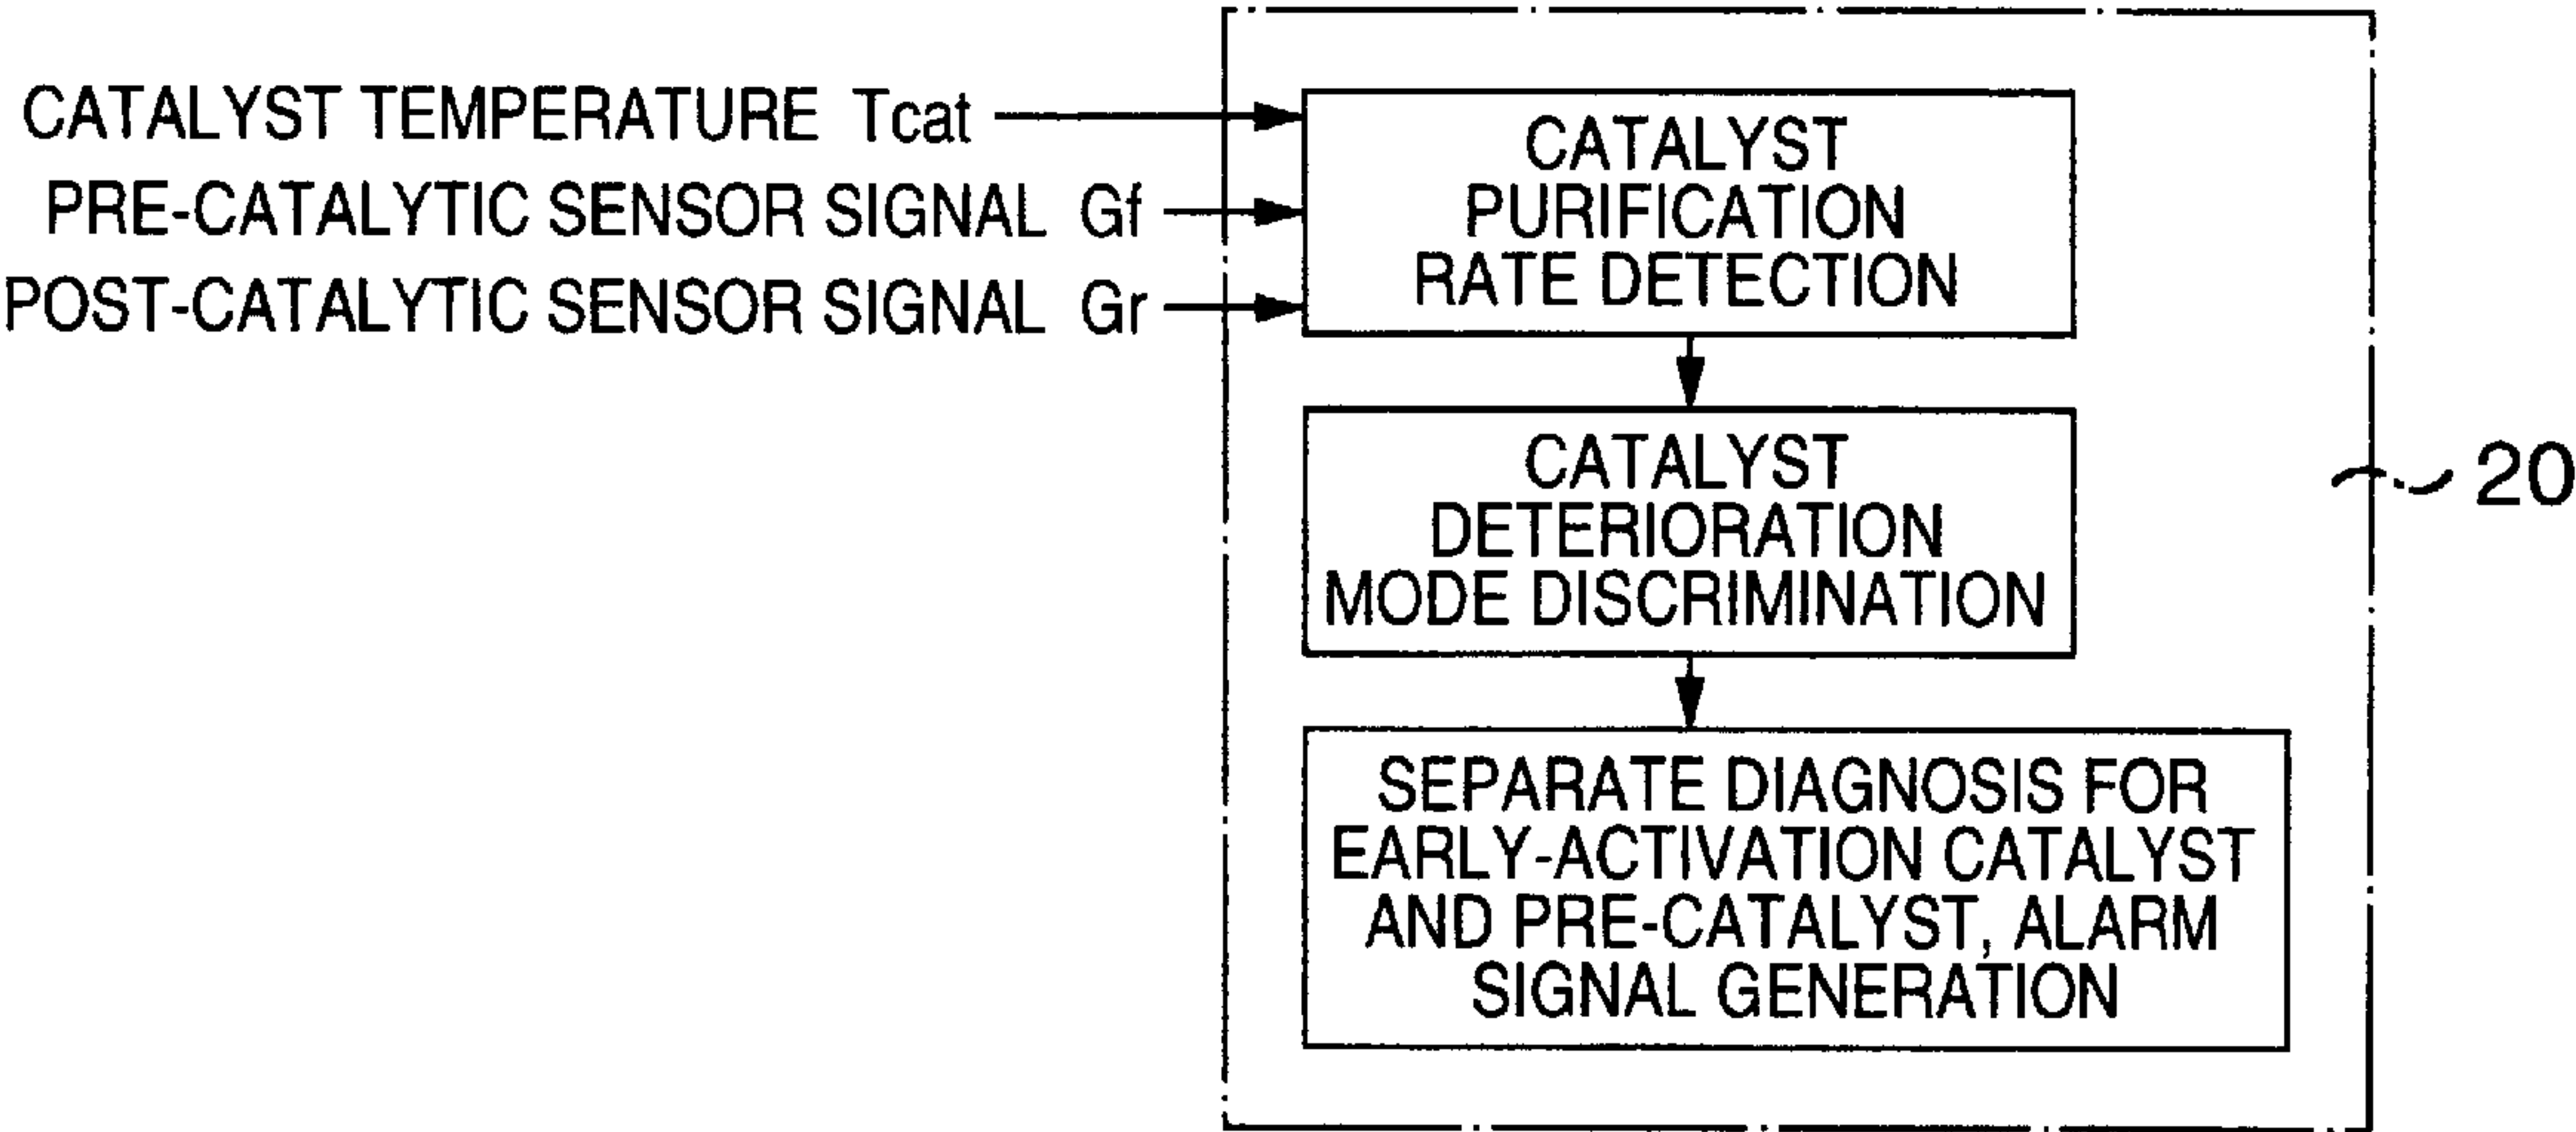 CATALYST TEMPERATURE Tcat
PRE-CATALYTIC SENSOR SIGNAL Gf
POST-CATALYTIC SENSOR SIGNAL Gr
CATALYST
PURIFICATION
RATE DETECTION
CATALYST
DETERIORATION
MODE DISCRIMINATION
20
SEPARATE DIAGNOSIS FOR
EARLY-ACTIVATION CATALYST
AND PRE-CATALYST, ALARM
SIGNAL GENERATION